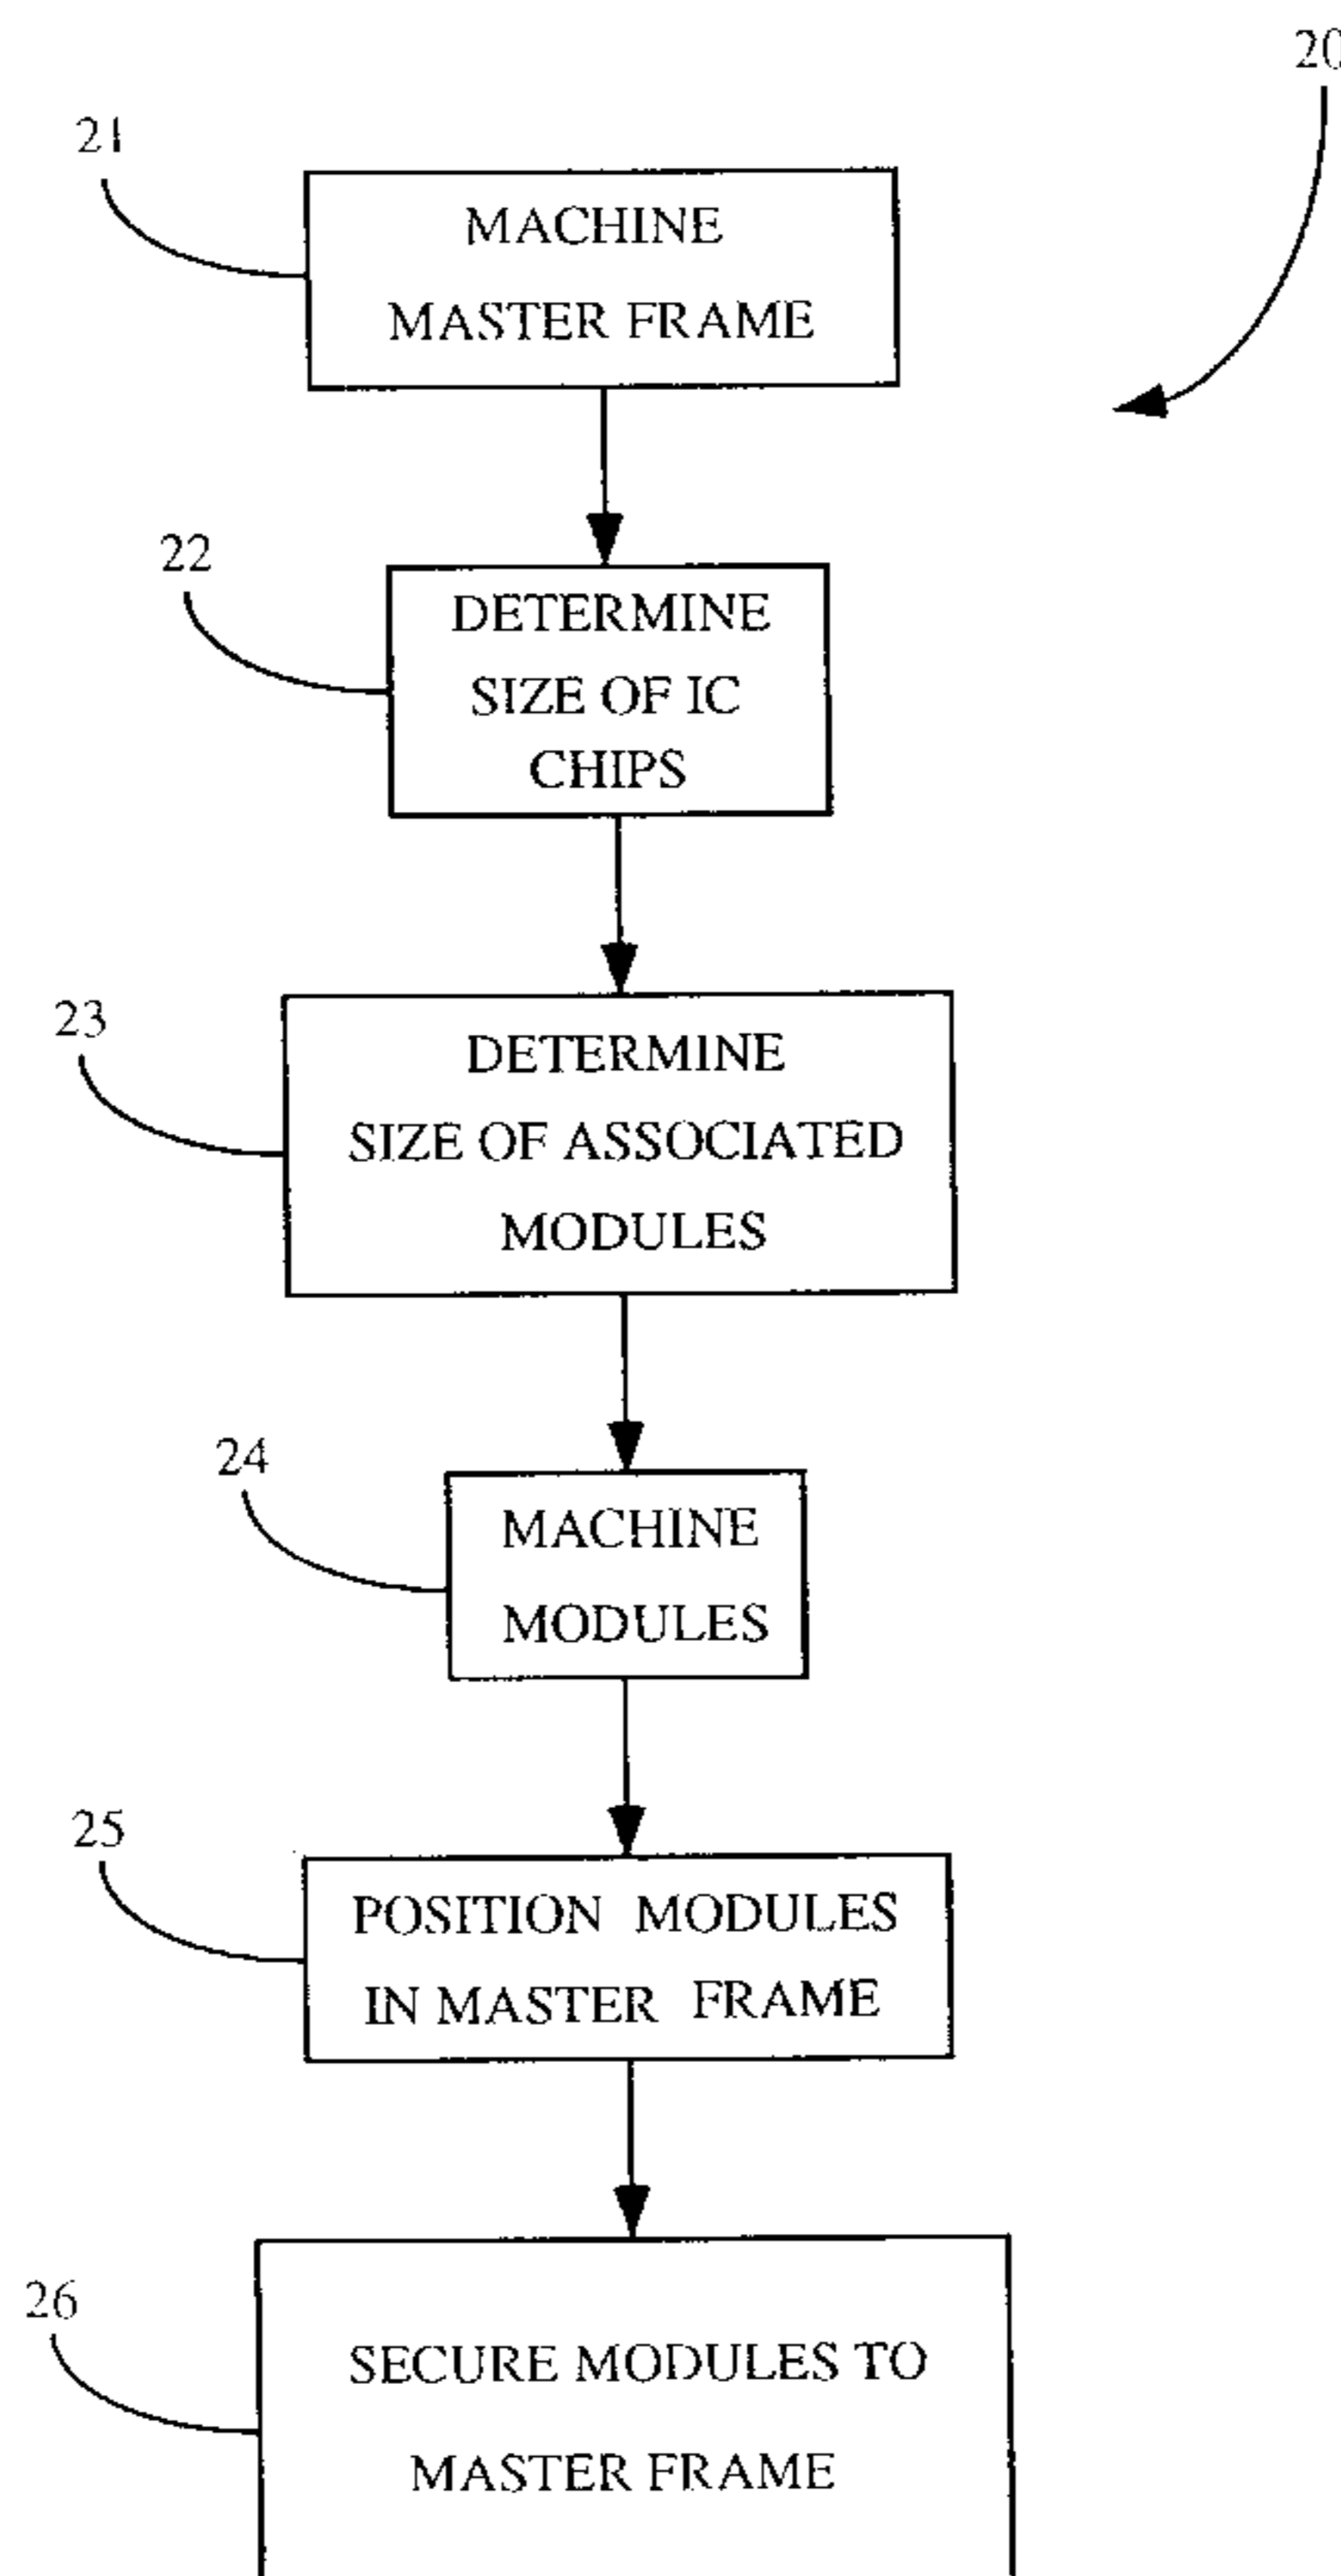 20
21
MACHINE
MASTER FRAME
22
DETERMINE
SIZE OF IC
CHIPS
23
DETERMINE
SIZE OF ASSOCIATED
MODULES
24
MACHINE
MODULES
25
POSITION MODULES
IN MASTER FRAME
26
SECURE MODULES TO
MASTER FRAME